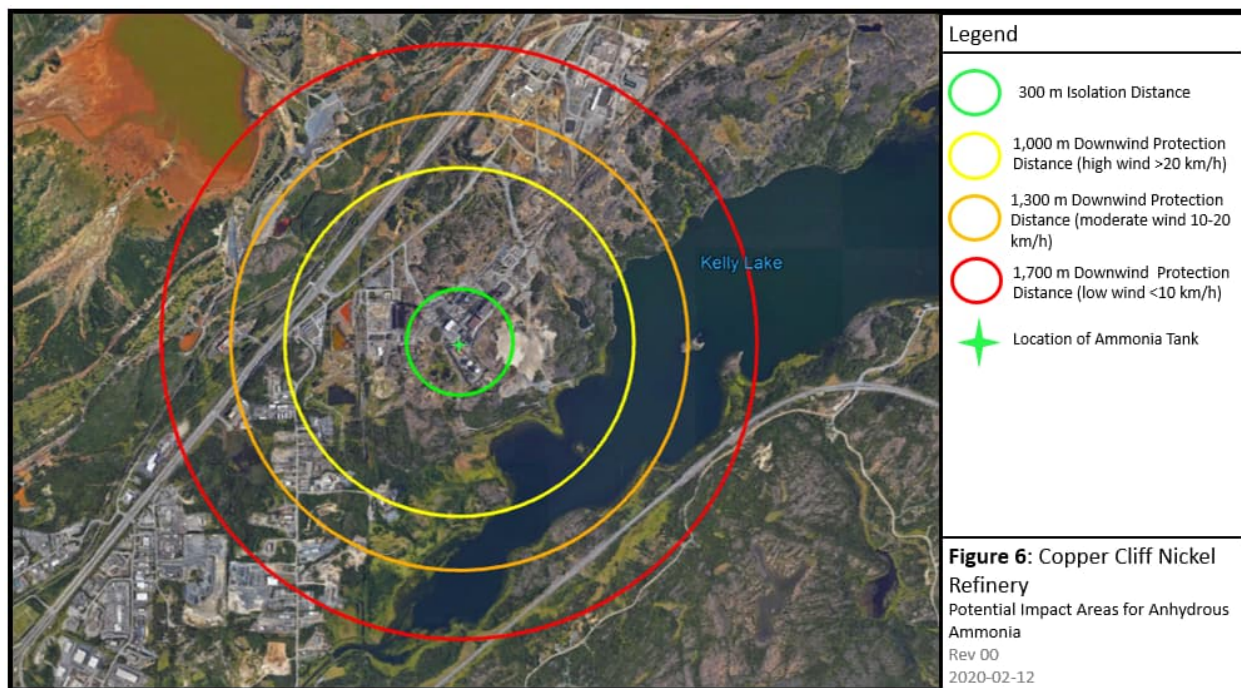 Kelly Lake
Legend
300 m Isolation Distance
1,000 m Downwind Protection
Distance (high wind >20 km/h)
1,300 m Downwind Protection
Distance (moderate wind 10-20
km/h)
1,700 m Downwind Protection
Distance (low wind <10 km/h)
Location of Ammonia Tank
Figure 6: Copper Cliff Nickel
Refinery
Potential Impact Areas for Anhydrous
Ammonia
Rev 00
2020-02-12